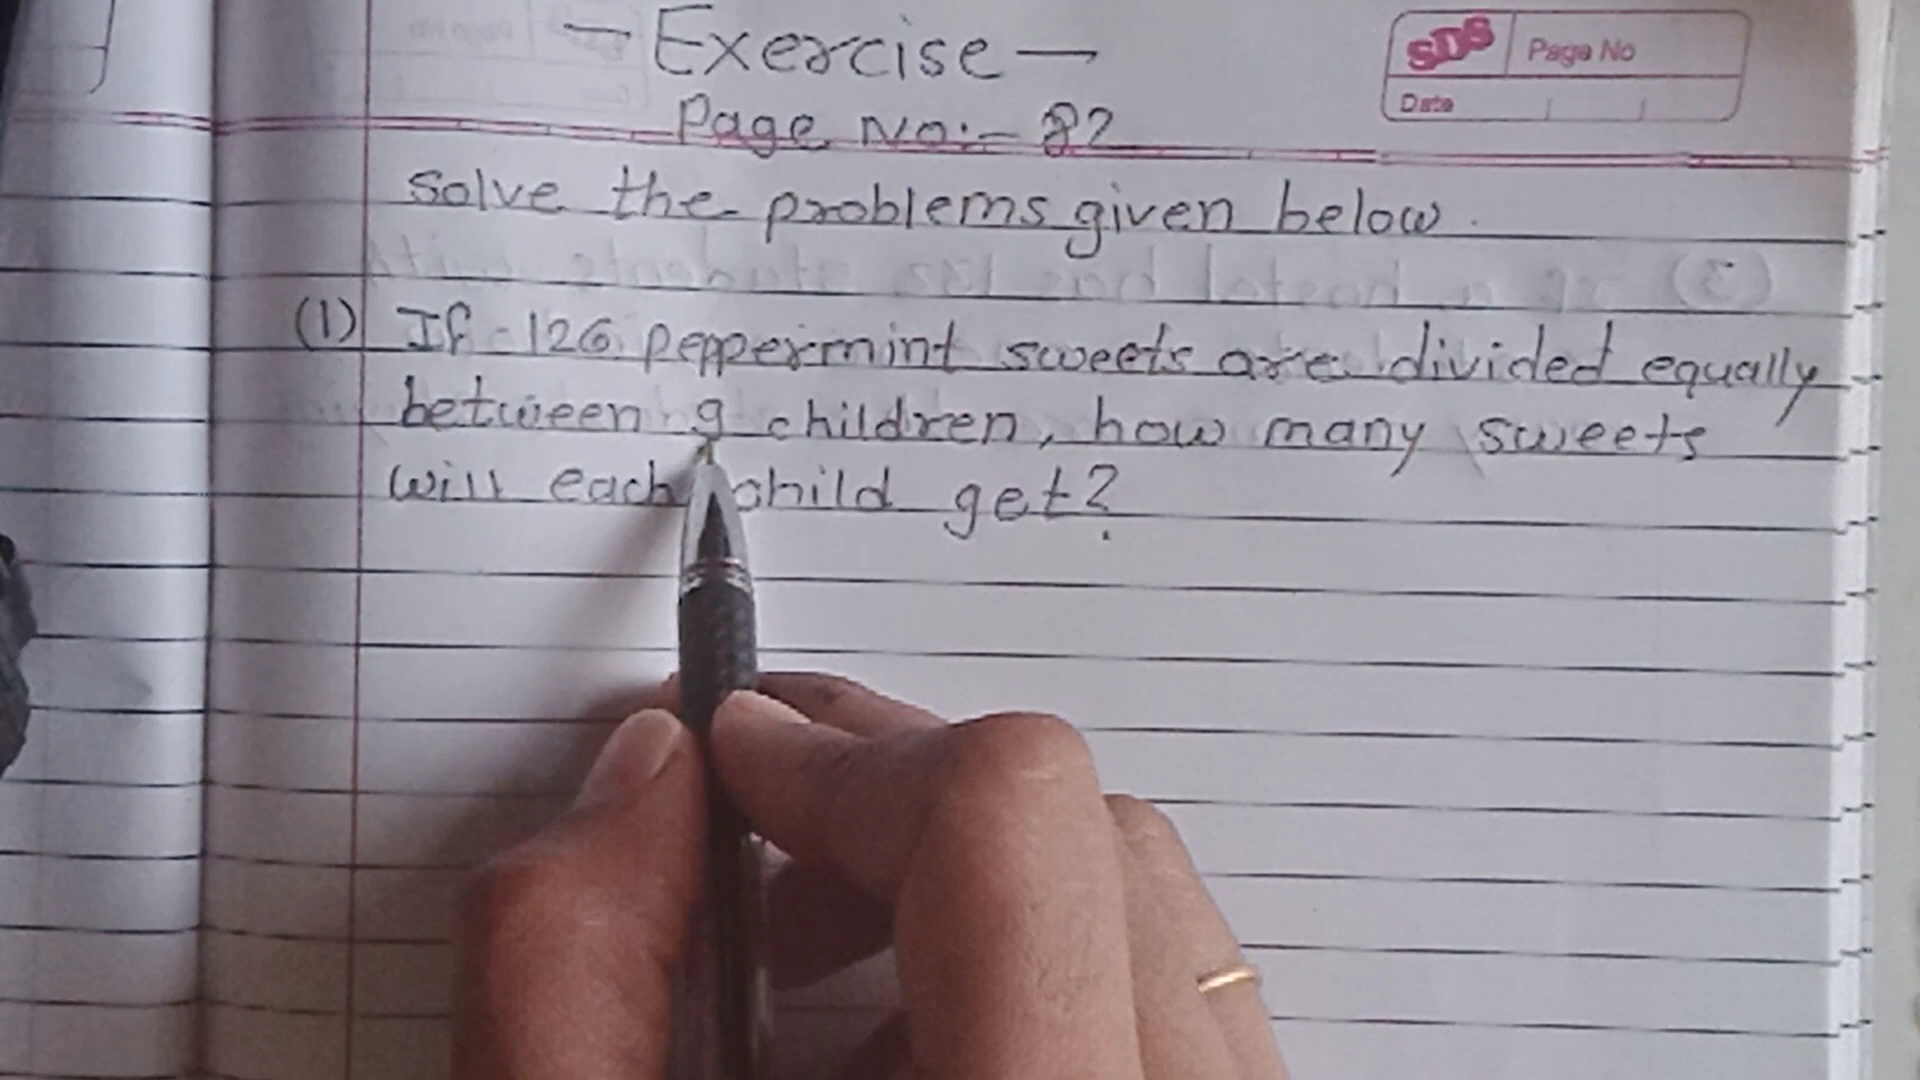 - Exercise -
Page No:- 82
SDS Page No
Date
Solve the problems given below.
(1) If 126 peppermint sweets are divided equally
between 9 children, how many sweets
will each child get?